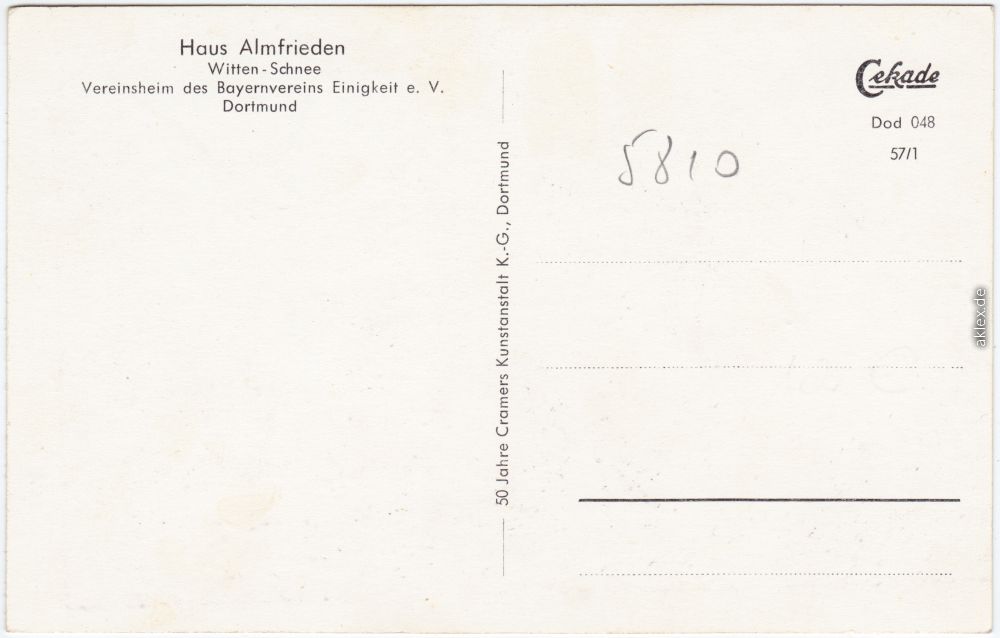 Haus Almfrieden
Witten-Schnee
Vereinsheim des Bayernvereins Einigkeit e. V.
Dortmund
50 Jahre Cramers Kunstanstalt K.-G., Dortmund
Cekade
Dod 048
57/1
5810
aklex.de